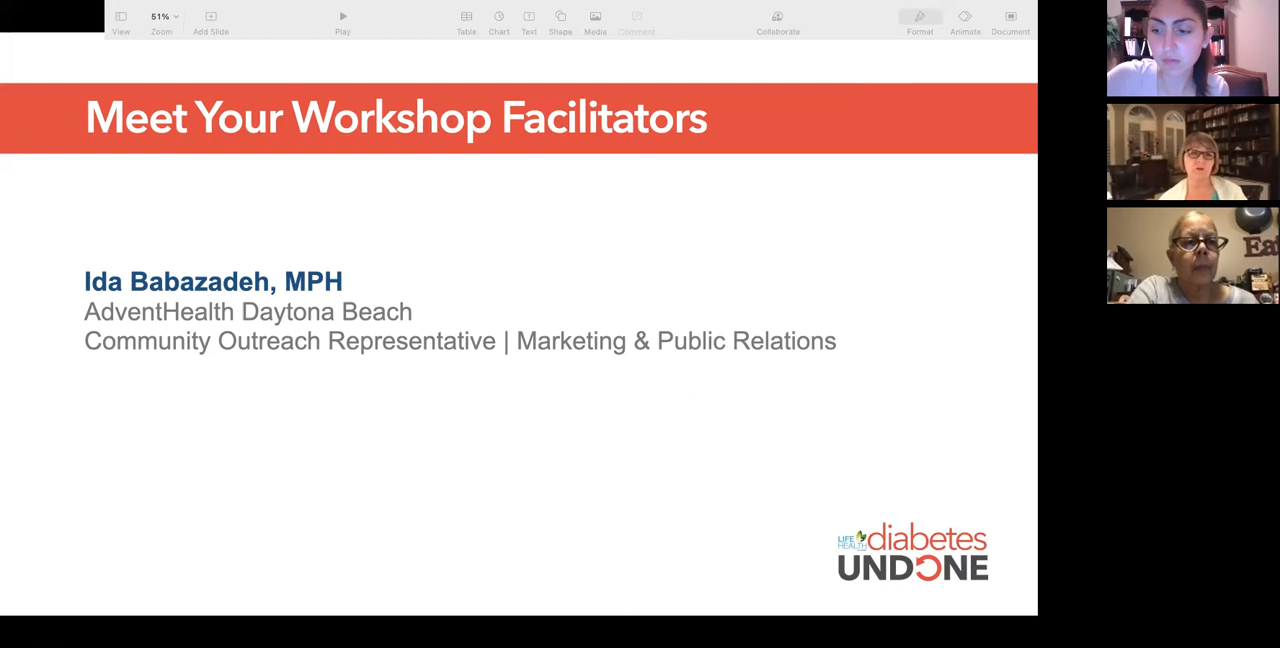 51%
View
Zoom
Add Slide
Play
Table
Chart
Text
Shape
Media
Comment
Collaborate
Format
Animate
Document
Meet Your Workshop Facilitators
Ida Babazadeh, MPH
AdventHealth Daytona Beach
Community Outreach Representative | Marketing & Public Relations
LIFE
HEALTH
diabetes
UNDONE